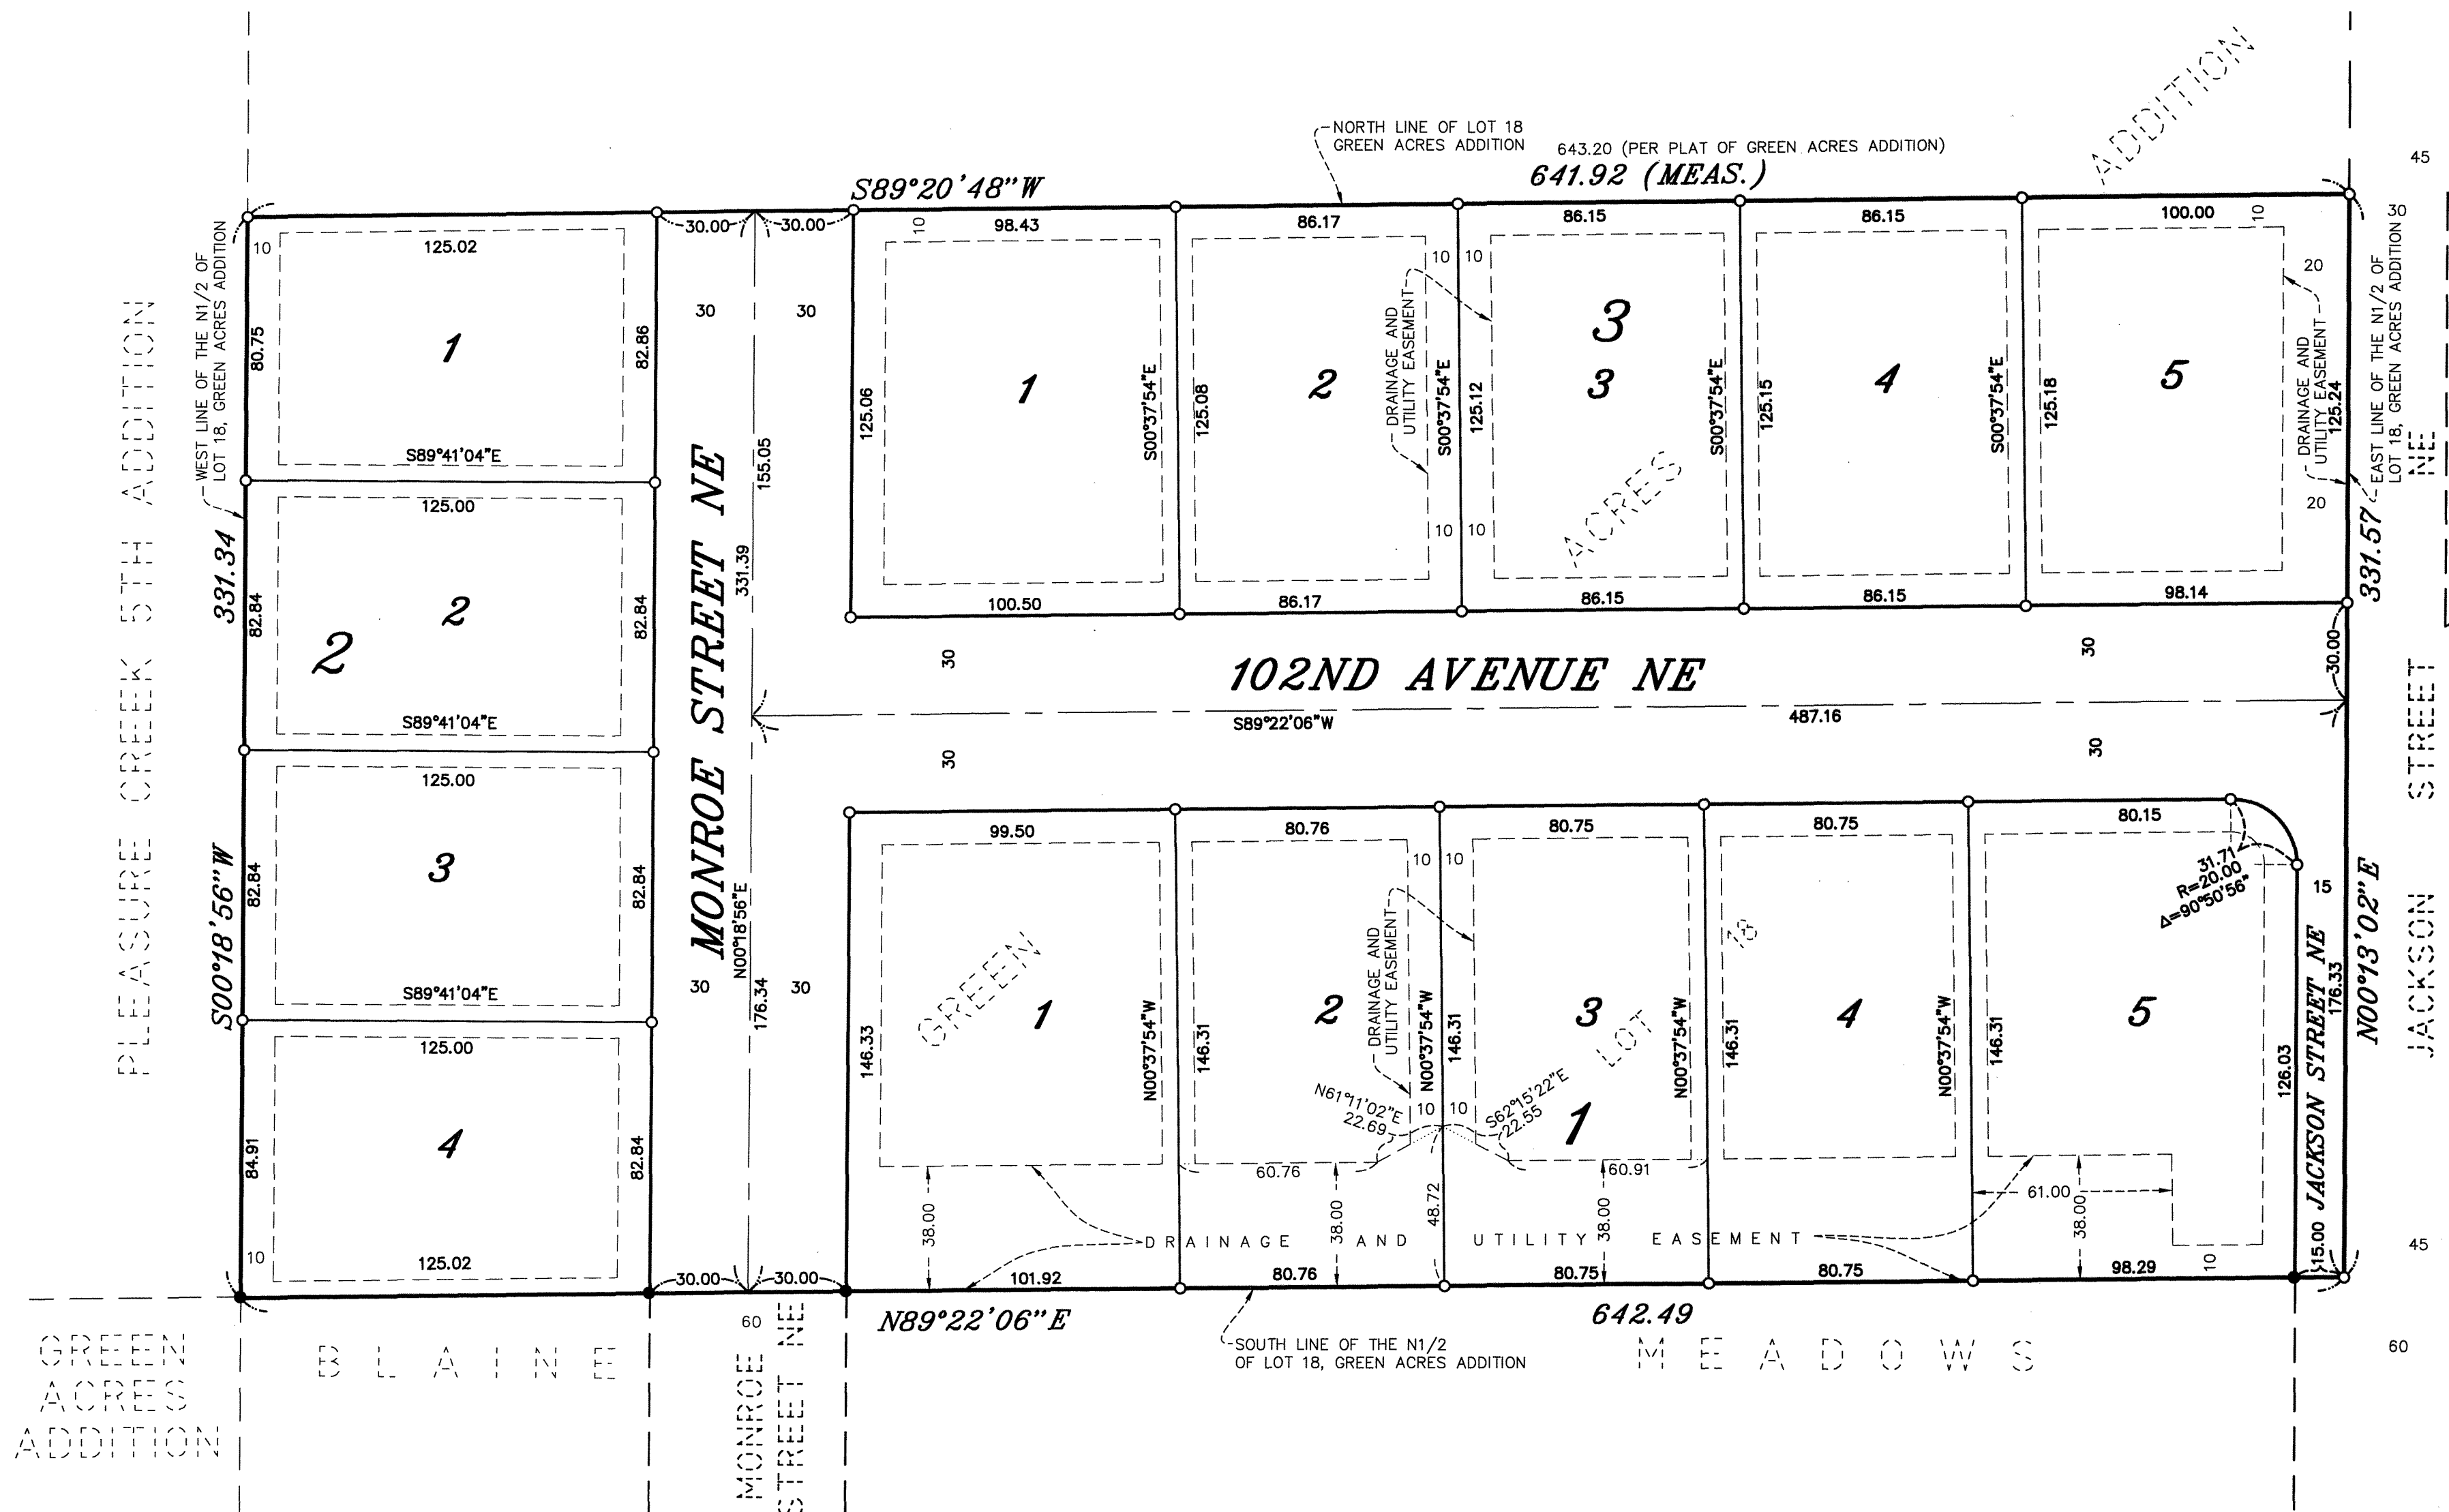 ADDITION
NORTH LINE OF LOT 18
GREEN ACRES ADDITION
643.20 (PER PLAT OF GREEN ACRES ADDITION)
641.92 (MEAS.)
S89°20'48"W
45
30
10
125.02
30.00
30.00
10
98.43
86.17
86.15
86.15
100.00
10
WEST LINE OF THE N1/2 OF
LOT 18, GREEN ACRES ADDITION
80.75
1
82.86
S89°41'04"E
30
30
155.05
125.06
1
S00°37'54"E
125.08
2
10
10
DRAINAGE AND
UTILITY EASEMENT
S00°37'54"E
125.12
10
10
3
3
S00°37'54"E
125.15
4
S00°37'54"E
125.18
5
20
DRAINAGE AND
UTILITY EASEMENT
125.24
20
EAST LINE OF THE N1/2 OF
LOT 18, GREEN ACRES ADDITION
ACRES
PLEASURE CREEK 5TH ADDITION
331.34
S00°18'56"W
125.00
82.84
2
2
82.84
S89°41'04"E
MONROE STREET NE
331.39
100.50
86.17
86.15
86.15
98.14
331.57
30
102ND AVENUE NE
30
30.00
S89°22'06"W
487.16
30
30
JACKSON STREET NE
125.00
82.84
3
82.84
S89°41'04"E
N00°18'56"E
30
30
176.34
99.50
80.76
80.75
80.75
80.15
31.71
R=20.00
Δ=90°50'56"
15
N00°13'02"E
GREEN
146.33
1
N00°37'54"W
146.31
2
10
10
DRAINAGE AND
UTILITY EASEMENT
N00°37'54"W
146.31
3
LOT
18
N00°37'54"W
146.31
4
N00°37'54"W
146.31
5
126.03
JACKSON STREET NE
176.33
N61°11'02"E
22.69
10
10
S62°15'22"E
22.55
1
125.00
84.91
4
82.84
10
125.02
60.76
60.91
61.00
38.00
38.00
48.72
38.00
38.00
DRAINAGE AND UTILITY EASEMENT
10
15.00
45
30.00
30.00
101.92
80.76
80.75
80.75
98.29
N89°22'06"E
642.49
60
SOUTH LINE OF THE N1/2
OF LOT 18, GREEN ACRES ADDITION
60
GREEN
ACRES
ADDITION
BLAINE
MEADOWS
MONROE
STREET NE